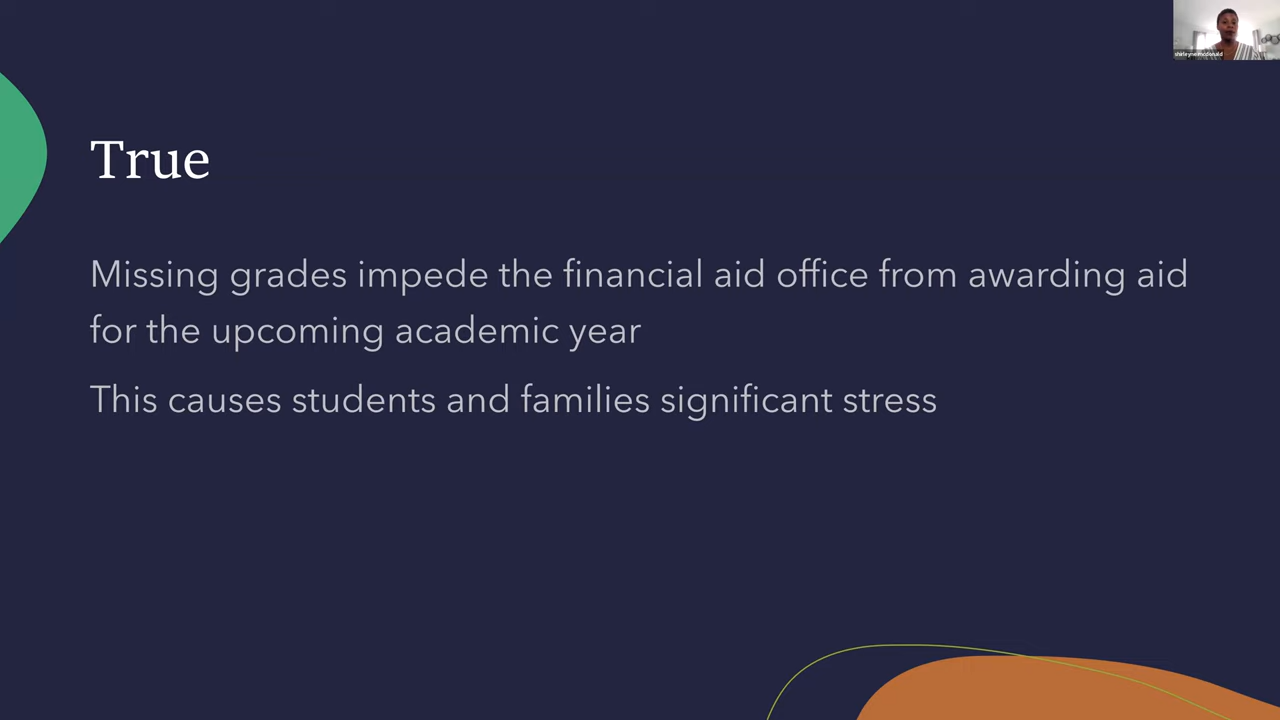 True
Missing grades impede the financial aid office from awarding aid
for the upcoming academic year
This causes students and families significant stress